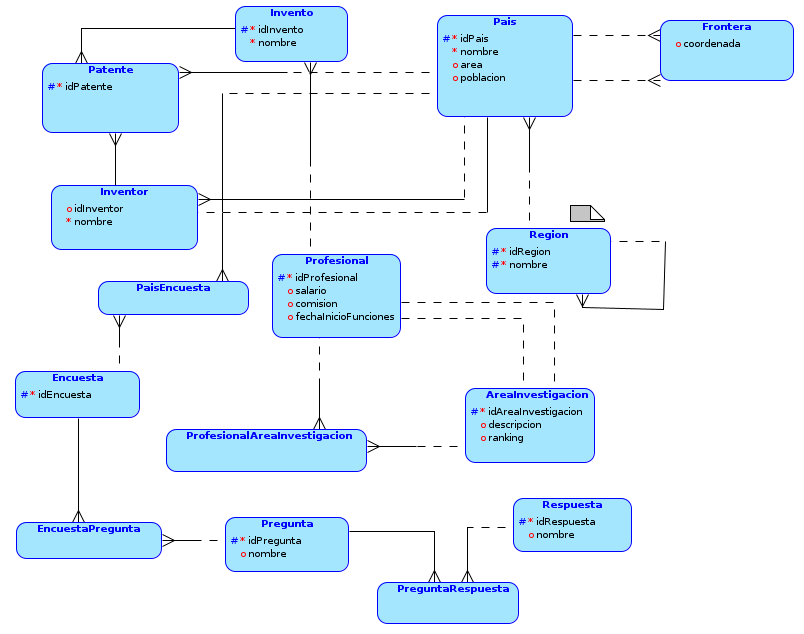 Invento
#* idInvento
* nombre
Pais
#* idPais
* nombre
o area
o poblacion
Frontera
o coordenada
Patente
#* idPatente
Inventor
o idInventor
* nombre
Region
#* idRegion
#* nombre
Profesional
#* idProfesional
o salario
o comision
o fechaInicioFunciones
PaisEncuesta
Encuesta
#* idEncuesta
AreaInvestigacion
#* idAreaInvestigacion
o descripcion
o ranking
ProfesionalAreaInvestigacion
EncuestaPregunta
Pregunta
#* idPregunta
o nombre
Respuesta
#* idRespuesta
o nombre
PreguntaRespuesta